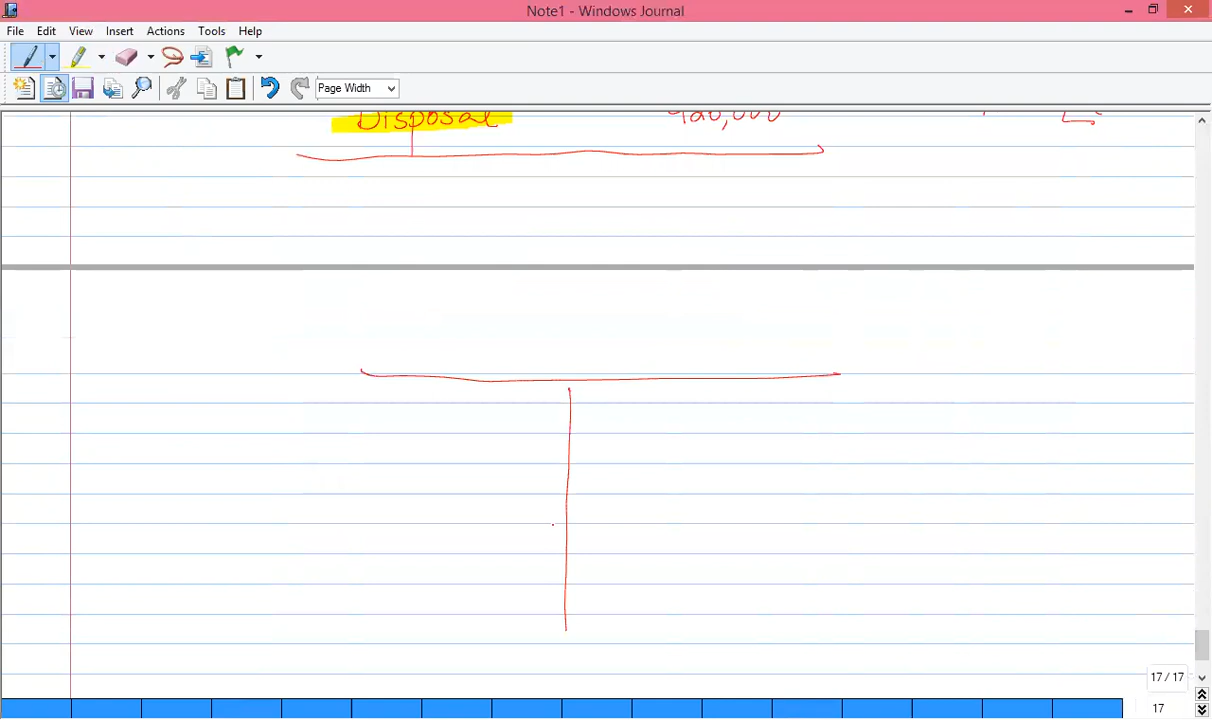 Note1 - Windows Journal
File Edit View Insert Actions Tools Help
Page Width
Disposal
17 / 17
17